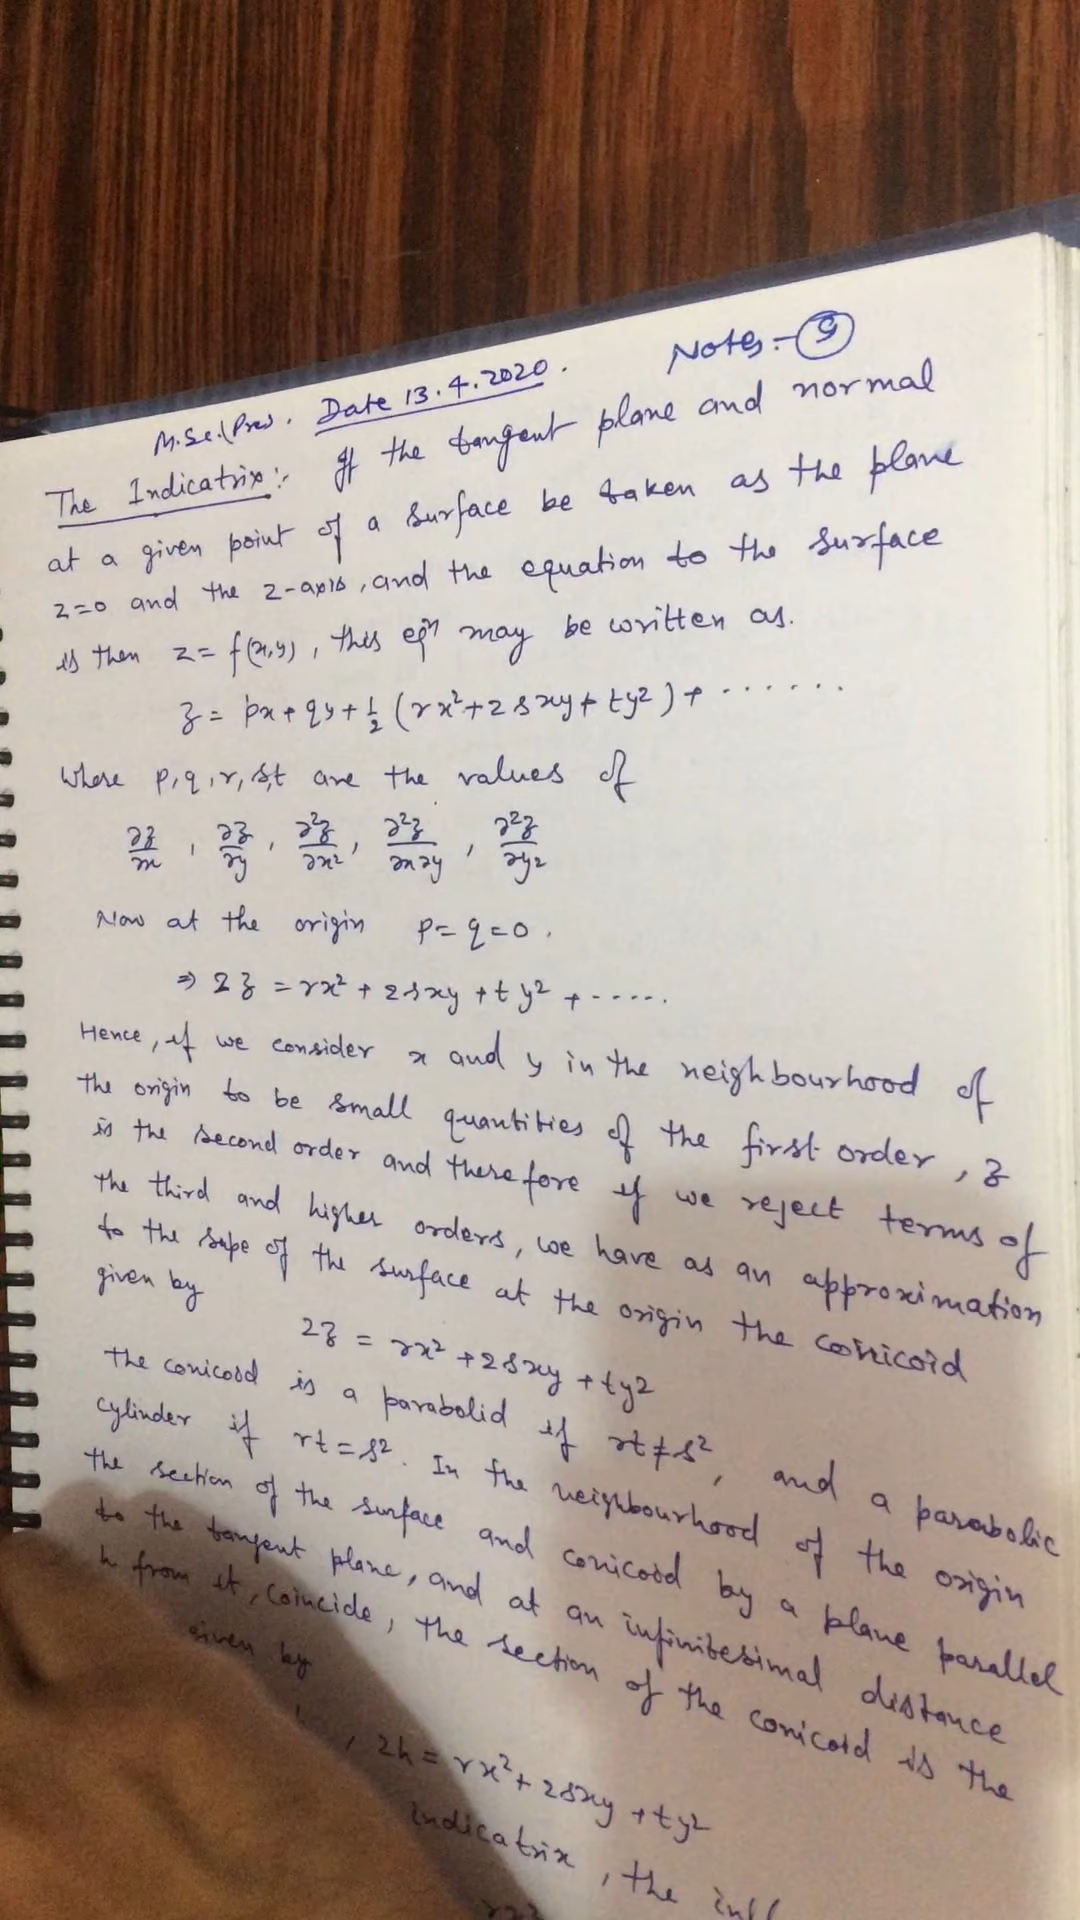 M.Sc.(Prev. Date 13.4.2020. Notes:- 9
The Indicatrix:- If the tangent plane and normal
at a given point of a surface be taken as the plane
z=0 and the z-axis, and the equation to the surface
is then z = f(x,y), this eqⁿ may be written as.
z = px + qy + 1/2 (rx² + 2sxy + ty²) + ......
Where p,q,r,s,t are the values of
∂z/∂x , ∂z/∂y , ∂²z/∂x² , ∂²z/∂x∂y , ∂²z/∂y²
Now at the origin p = q = 0.
⇒ 2z = rx² + 2sxy + ty² + ......
Hence, if we consider x and y in the neighbourhood of
the origin to be small quantities of the first order, z
is the second order and therefore if we reject terms of
the third and higher orders, we have as an approximation
to the sape of the surface at the origin the conicoid
given by
2z = rx² + 2sxy + ty²
The conicoid is a parabolid if rt ≠ s², and a parabolic
cylinder if rt = s². In the neighbourhood of the origin
the section of the surface and conicoid by a plane parallel
to the tangent plane, and at an infinitesimal distance
h from it, coincide, the section of the conicoid is the
given by
, 2h = rx² + 2sxy + ty²
indicatrix, the